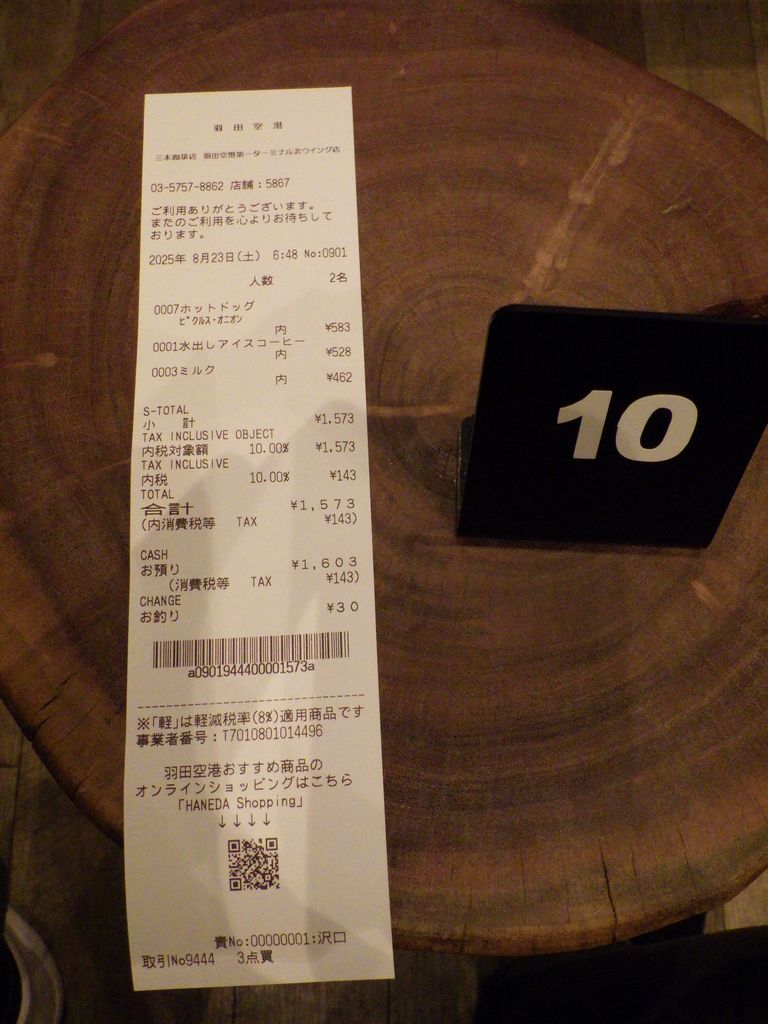 羽田空港
三本珈琲店 羽田空港第一ターミナル北ウイング店
03-5757-8862 店舗:5867
ご利用ありがとうございます。
またのご利用を心よりお待ちして
おります。
2025年 8月23日(土) 6:48 No:0901
人数 2名
0007ホットドッグ
ピクルス・オニオン
内 ¥583
0001水出しアイスコーヒー
内 ¥528
0003ミルク
内 ¥462
S-TOTAL
小計 ¥1,573
TAX INCLUSIVE OBJECT
内税対象額 10.00% ¥1,573
TAX INCLUSIVE
内税 10.00% ¥143
TOTAL
合計 ¥1,573
(内消費税等 TAX ¥143)
CASH
お預り ¥1,603
(消費税等 TAX ¥143)
CHANGE
お釣り ¥30
a0901944400001573a
※「軽」は軽減税率(8%)適用商品です
事業者番号:T7010801014496
羽田空港おすすめ商品の
オンラインショッピングはこちら
「HANEDA Shopping」
↓↓↓↓
責No:00000001:沢口
取引No9444 3点買
10